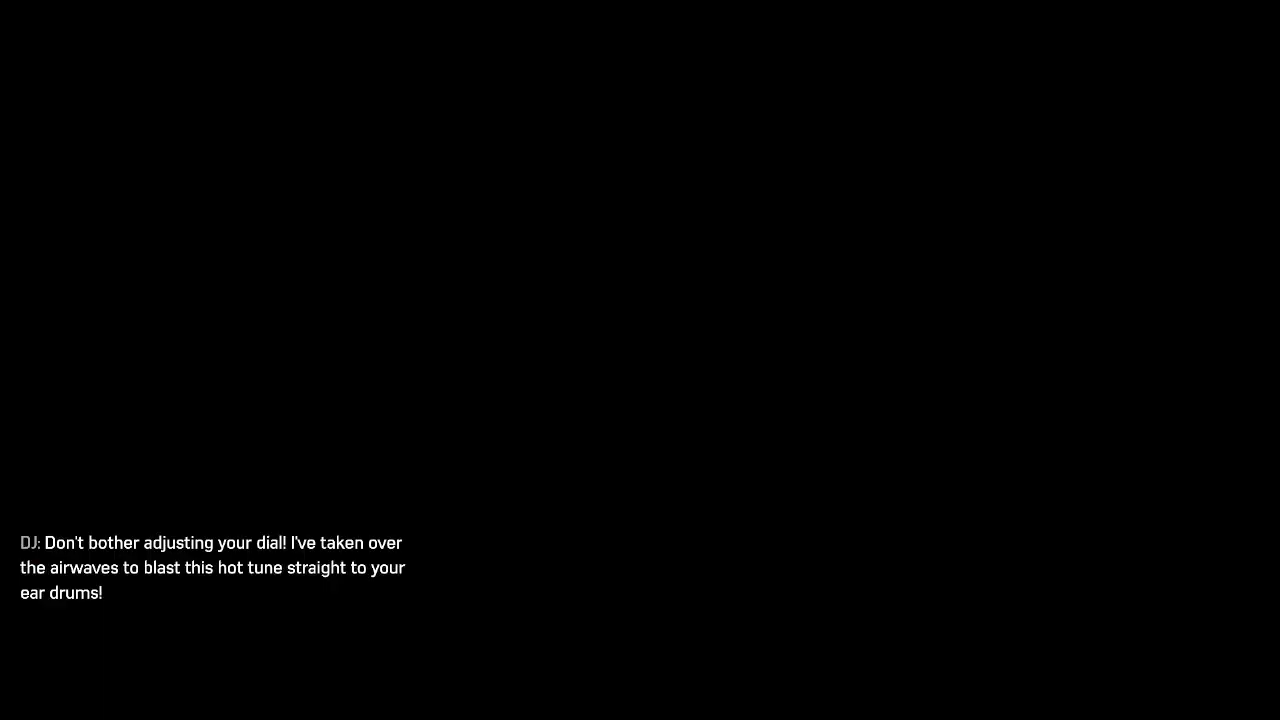 DJ: Don't bother adjusting your dial! I've taken over
the airwaves to blast this hot tune straight to your
ear drums!